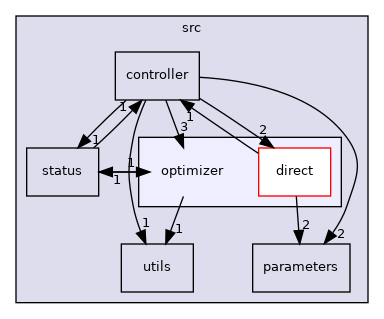 src
controller
1
1
3
1
2
status
1
1
optimizer
direct
1
1
2
2
utils
parameters